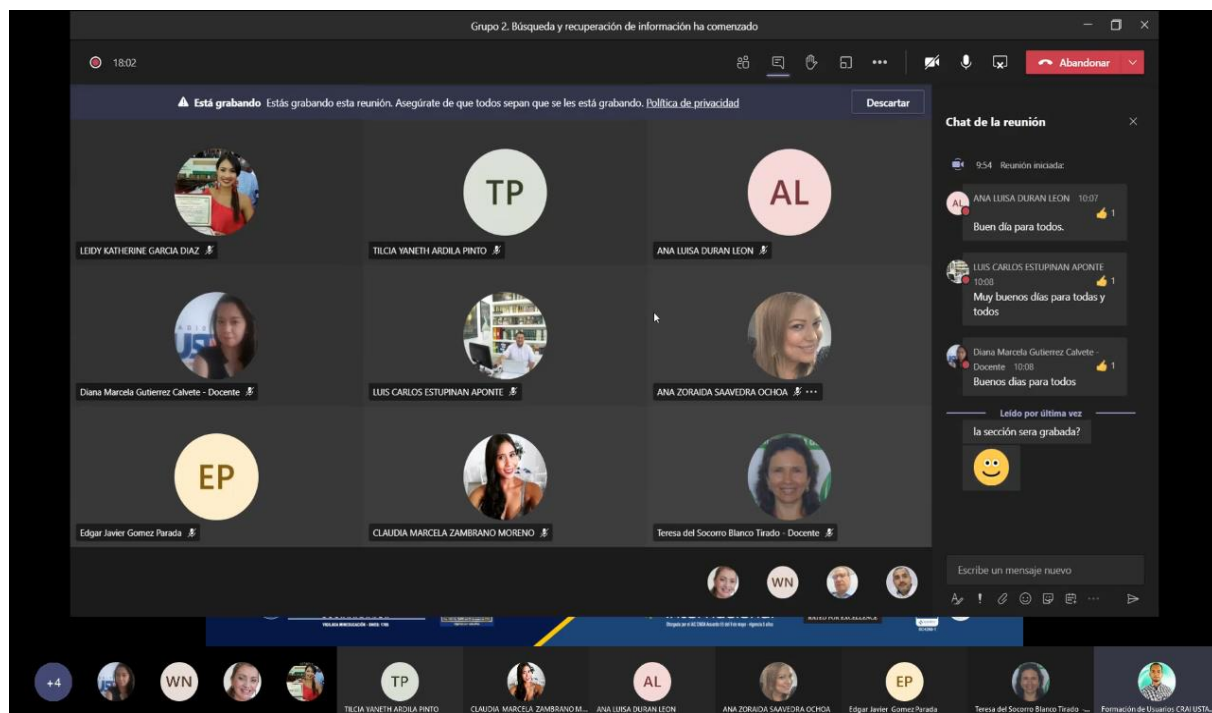 Grupo 2. Búsqueda y recuperación de información ha comenzado
18:02
Abandonar
Está grabando Estás grabando esta reunión. Asegúrate de que todos sepan que se les está grabando. Política de privacidad
Descartar
TP
AL
LEIDY KATHERINE GARCIA DIAZ
TILCIA YANETH ARDILA PINTO
ANA LUISA DURAN LEON
Diana Marcela Gutierrez Calvete - Docente
LUIS CARLOS ESTUPINAN APONTE
ANA ZORAIDA SAAVEDRA OCHOA
EP
Edgar Javier Gomez Parada
CLAUDIA MARCELA ZAMBRANO MORENO
Teresa del Socorro Blanco Tirado - Docente
WN
Chat de la reunión
9:54 Reunión iniciada:
AL
ANA LUISA DURAN LEON 10:07
1
Buen día para todos.
LUIS CARLOS ESTUPINAN APONTE
10:08
1
Muy buenos días para todas y
todos
Diana Marcela Gutierrez Calvete -
Docente 10:08
1
Buenos dias para todos
Leído por última vez
la sección sera grabada?
Escribe un mensaje nuevo
+4
WN
TP
AL
EP
TILCIA YANETH ARDILA PINTO
CLAUDIA MARCELA ZAMBRANO M...
ANA LUISA DURAN LEON
ANA ZORAIDA SAAVEDRA OCHOA
Edgar Javier Gomez Parada
Teresa del Socorro Blanco Tirado -...
Formación de Usuarios CRAI USTA...